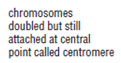 chromosomes
doubled but still
attached at central
point called centromere